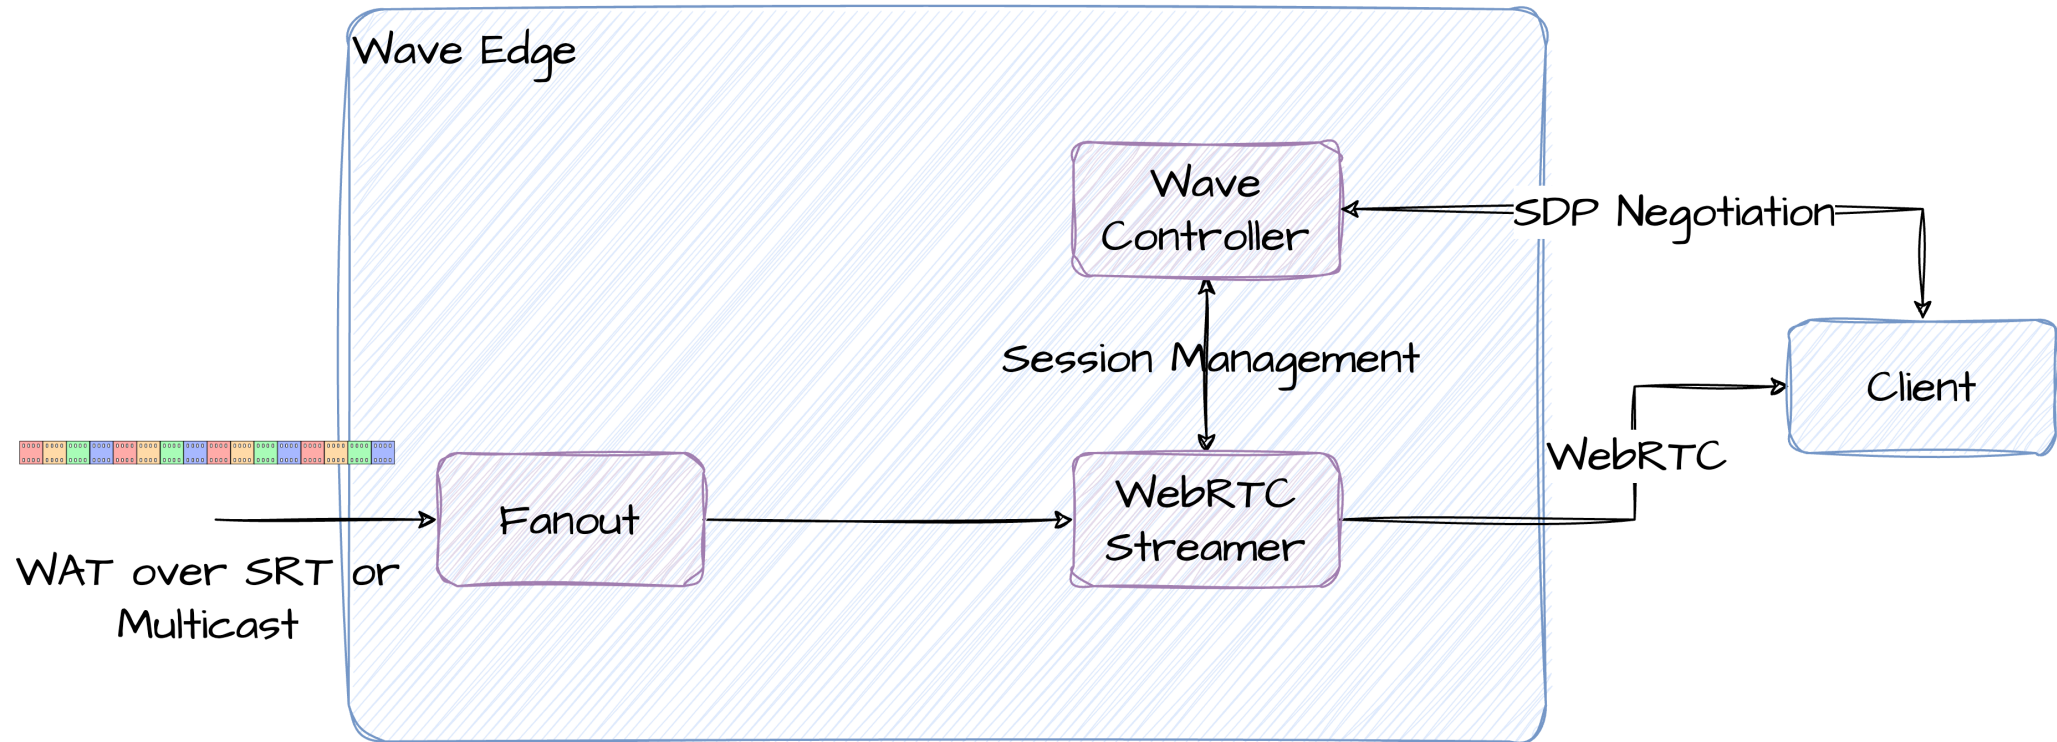 Wave Edge
Wave
Controller
SDP Negotiation
Session Management
Client
WebRTC
Fanout
WebRTC
Streamer
WAT over SRT or
Multicast